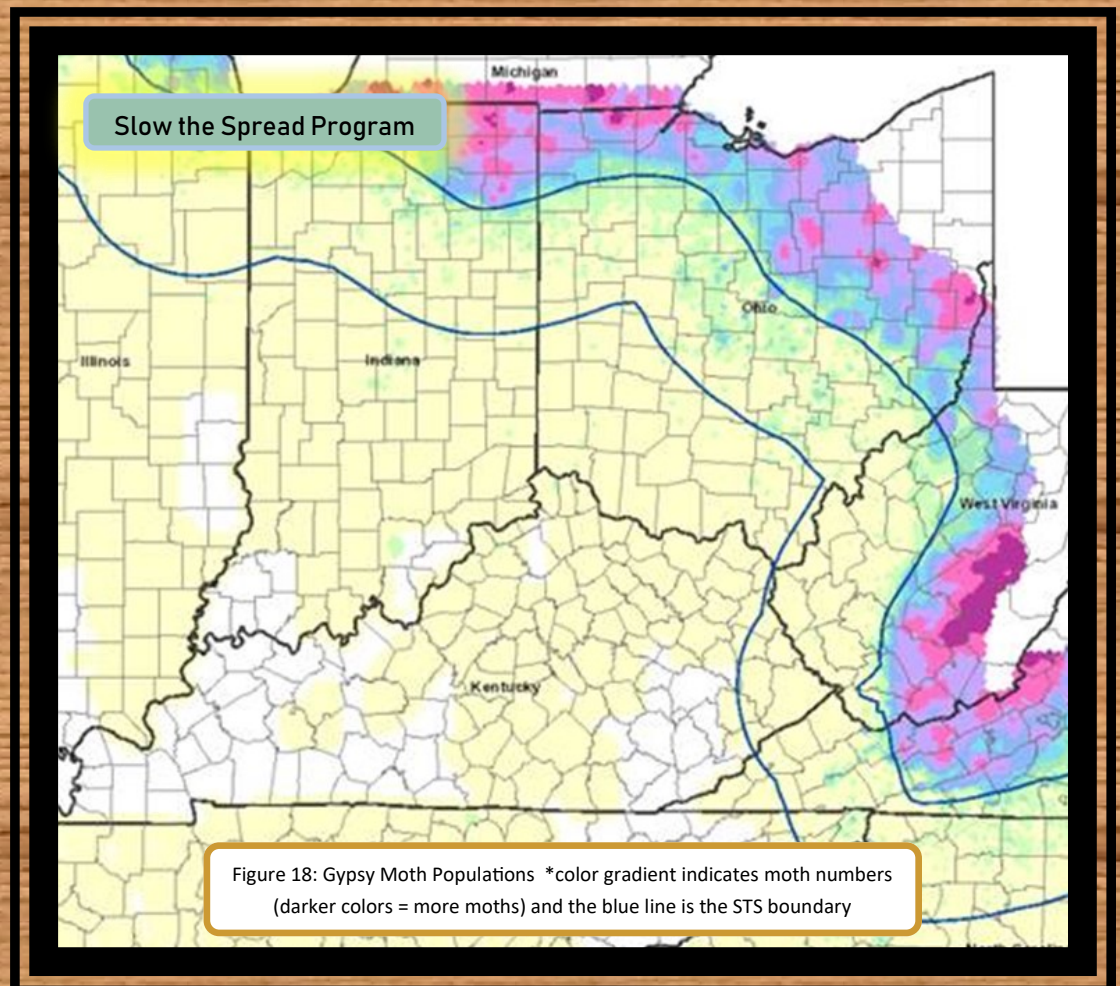 Michigan
Slow the Spread Program
Ohio
Illinois
Indiana
West Virginia
Kentucky
Figure 18: Gypsy Moth Populations *color gradient indicates moth numbers
(darker colors = more moths) and the blue line is the STS boundary